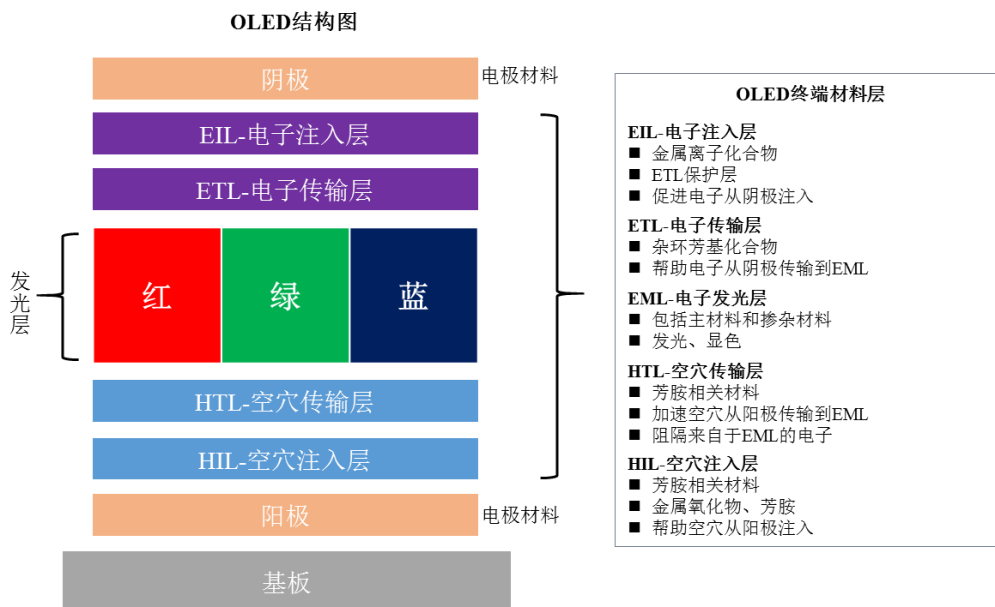 OLED结构图
阴极
电极材料
EIL-电子注入层
ETL-电子传输层
发光层
红
绿
蓝
HTL-空穴传输层
HIL-空穴注入层
阳极
电极材料
基板
OLED终端材料层
EIL-电子注入层
■ 金属离子化合物
■ ETL保护层
■ 促进电子从阴极注入
ETL-电子传输层
■ 杂环芳基化合物
■ 帮助电子从阴极传输到EML
EML-电子发光层
■ 包括主材料和掺杂材料
■ 发光、显色
HTL-空穴传输层
■ 芳胺相关材料
■ 加速空穴从阳极传输到EML
■ 阻隔来自于EML的电子
HIL-空穴注入层
■ 芳胺相关材料
■ 金属氧化物、芳胺
■ 帮助空穴从阳极注入